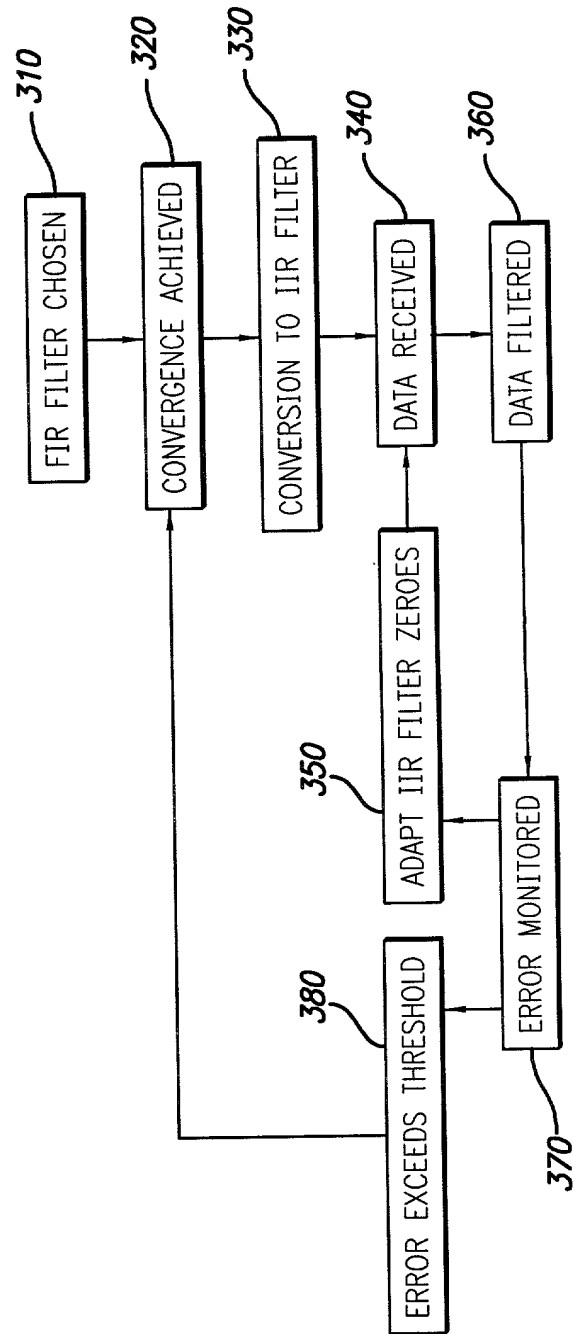 FIR FILTER CHOSEN
310
CONVERGENCE ACHIEVED
320
CONVERSION TO IIR FILTER
330
DATA RECEIVED
340
ADAPT IIR FILTER ZEROES
350
DATA FILTERED
360
ERROR MONITORED
370
ERROR EXCEEDS THRESHOLD
380